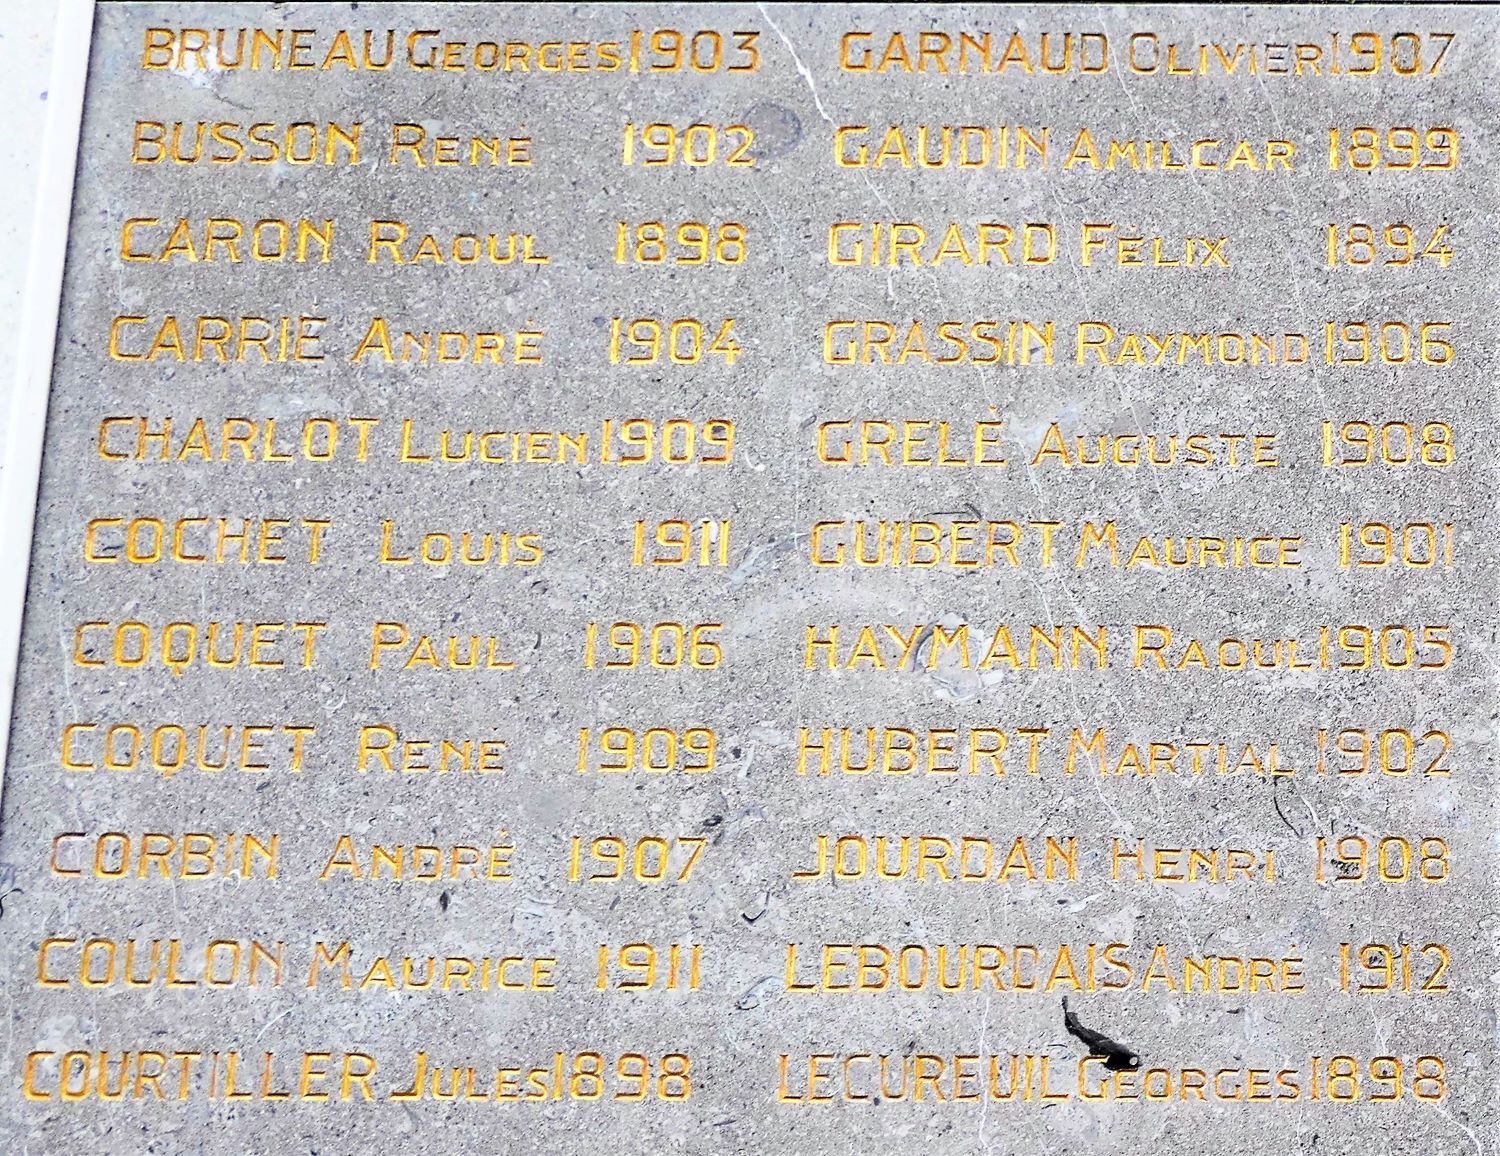 BRUNEAU GEORGES 1903
BUSSON RENÉ 1902
CARON RAOUL 1898
CARRIÉ ANDRÉ 1904
CHARLOT LUCIEN 1909
COCHET LOUIS 1911
COQUET PAUL 1906
COQUET RENÉ 1909
CORBIN ANDRÉ 1907
COULON MAURICE 1911
COURTILLER JULES 1898
GARNAUD OLIVIER 1907
GAUDIN AMILCAR 1899
GIRARD FÉLIX 1894
GRASSIN RAYMOND 1906
GRELÉ AUGUSTE 1908
GUIBERT MAURICE 1901
HAYMANN RAOUL 1905
HUBERT MARTIAL 1902
JOURDAN HENRI 1908
LEBOURDAIS ANDRÉ 1912
LECUREUIL GEORGES 1898